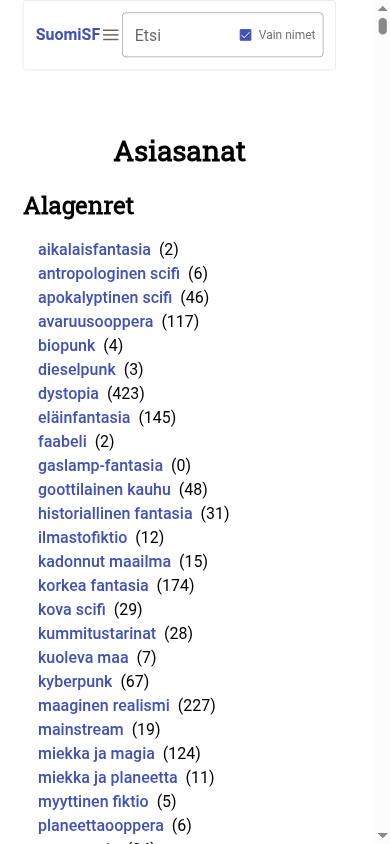 SuomiSF Etsi Vain nimet
Asiasanat
Alagenret
aikalaisfantasia (2)
antropologinen scifi (6)
apokalyptinen scifi (46)
avaruusooppera (117)
biopunk (4)
dieselpunk (3)
dystopia (423)
eläinfantasia (145)
faabeli (2)
gaslamp-fantasia (0)
goottilainen kauhu (48)
historiallinen fantasia (31)
ilmastofiktio (12)
kadonnut maailma (15)
korkea fantasia (174)
kova scifi (29)
kummitustarinat (28)
kuoleva maa (7)
kyberpunk (67)
maaginen realismi (227)
mainstream (19)
miekka ja magia (124)
miekka ja planeetta (11)
myyttinen fiktio (5)
planeettaooppera (6)